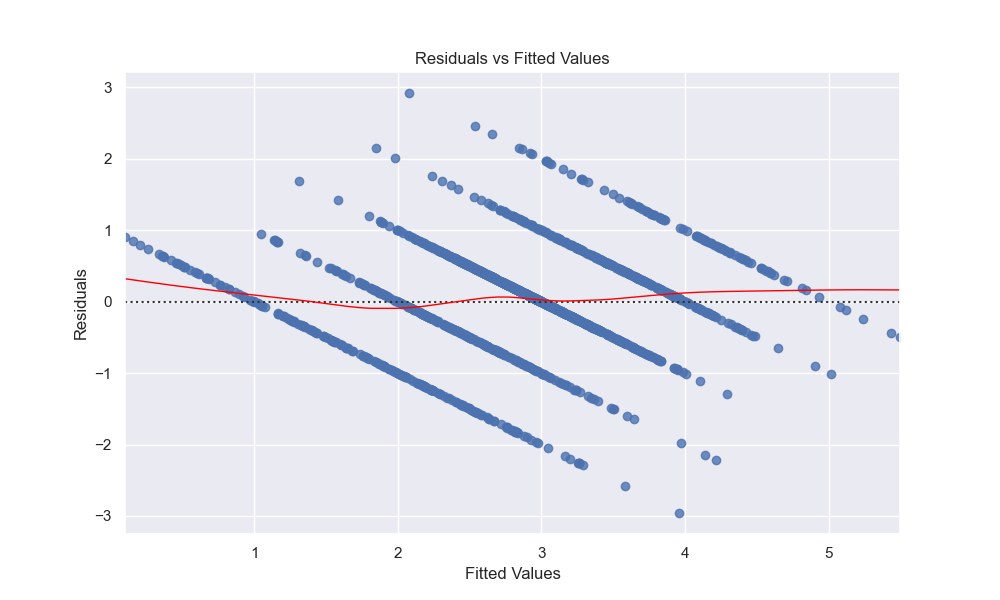 Residuals vs Fitted Values
3
2
1
0
−1
−2
−3
Residuals
1 2 3 4 5
Fitted Values